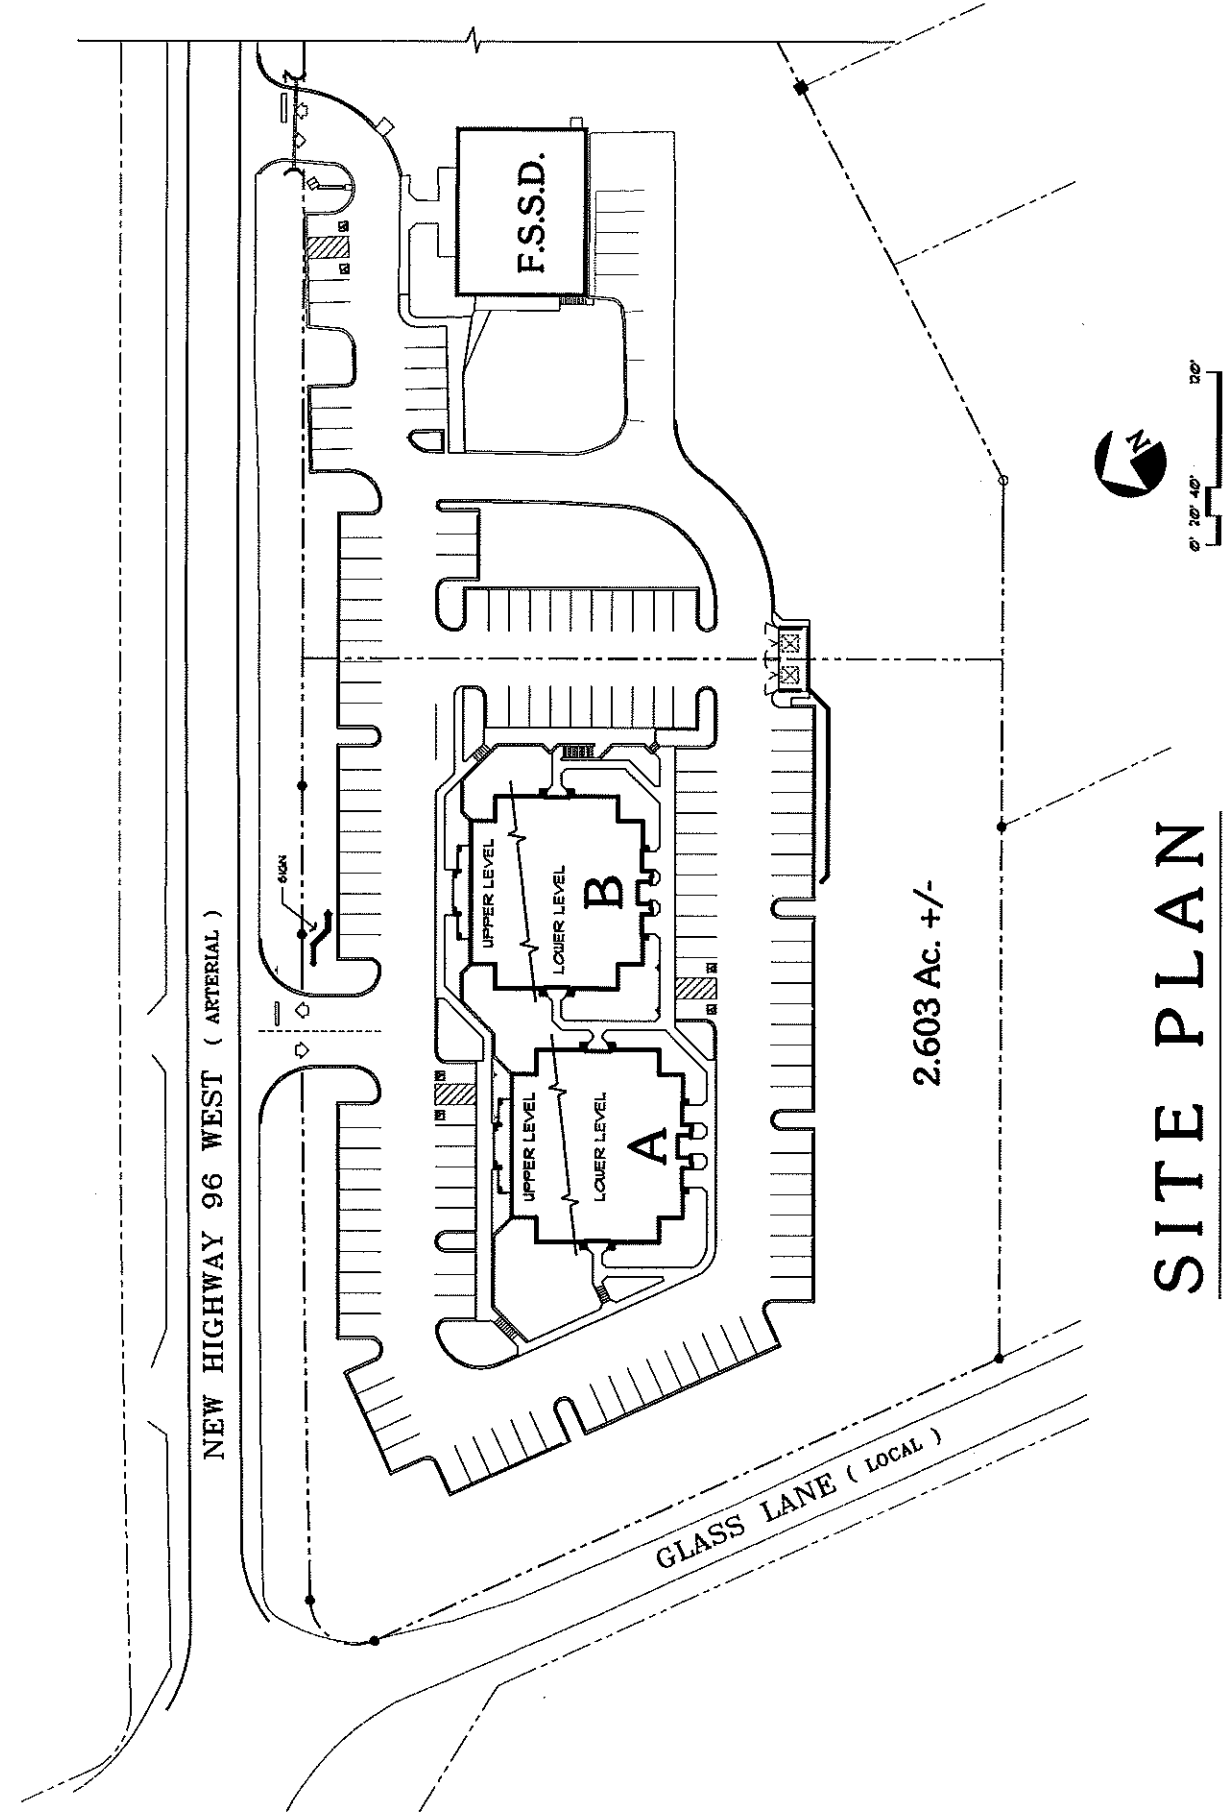 NEW HIGHWAY 96 WEST ( ARTERIAL )
SIGN
F.S.S.D.
UPPER LEVEL
LOWER LEVEL
B
UPPER LEVEL
LOWER LEVEL
A
2.603 Ac. +/-
GLASS LANE ( LOCAL )
N
0' 20' 40' 120'
SITE PLAN